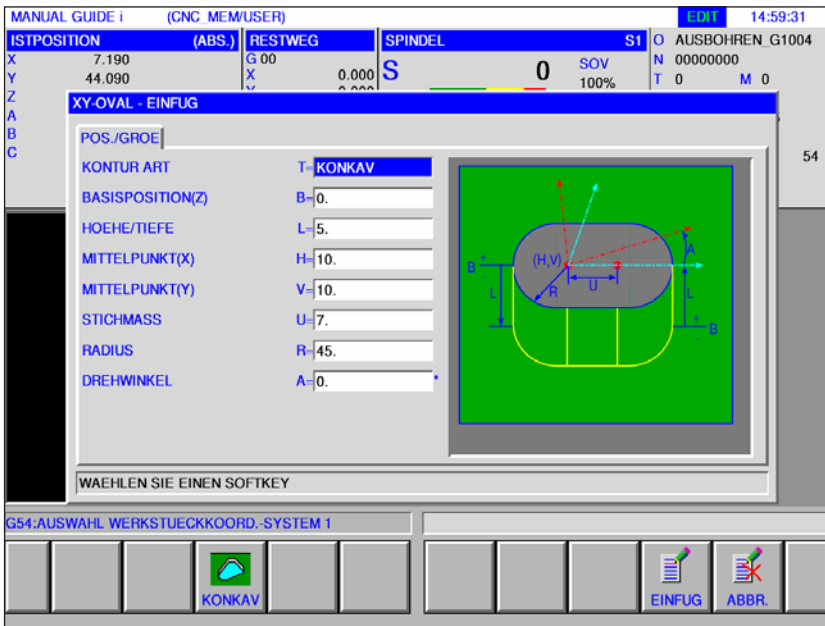 MANUAL GUIDE i (CNC_MEM/USER) EDIT 14:59:31
ISTPOSITION (ABS.) RESTWEG SPINDEL S1 O AUSBOHREN_G1004
X 7.190 G 00 S 0 SOV N 00000000
Y 44.090 X 0.000 100% T 0 M 0
Z
A
B
C 54
XY-OVAL - EINFUG
POS./GROE
KONTUR ART T= KONKAV
BASISPOSITION(Z) B= 0.
HOEHE/TIEFE L= 5.
MITTELPUNKT(X) H= 10.
MITTELPUNKT(Y) V= 10.
STICHMASS U= 7.
RADIUS R= 45.
DREHWINKEL A= 0. *
(H,V) A
B + L R U L
+ - B
WAEHLEN SIE EINEN SOFTKEY
G54:AUSWAHL WERKSTUECKKOORD.-SYSTEM 1
KONKAV EINFUG ABBR.